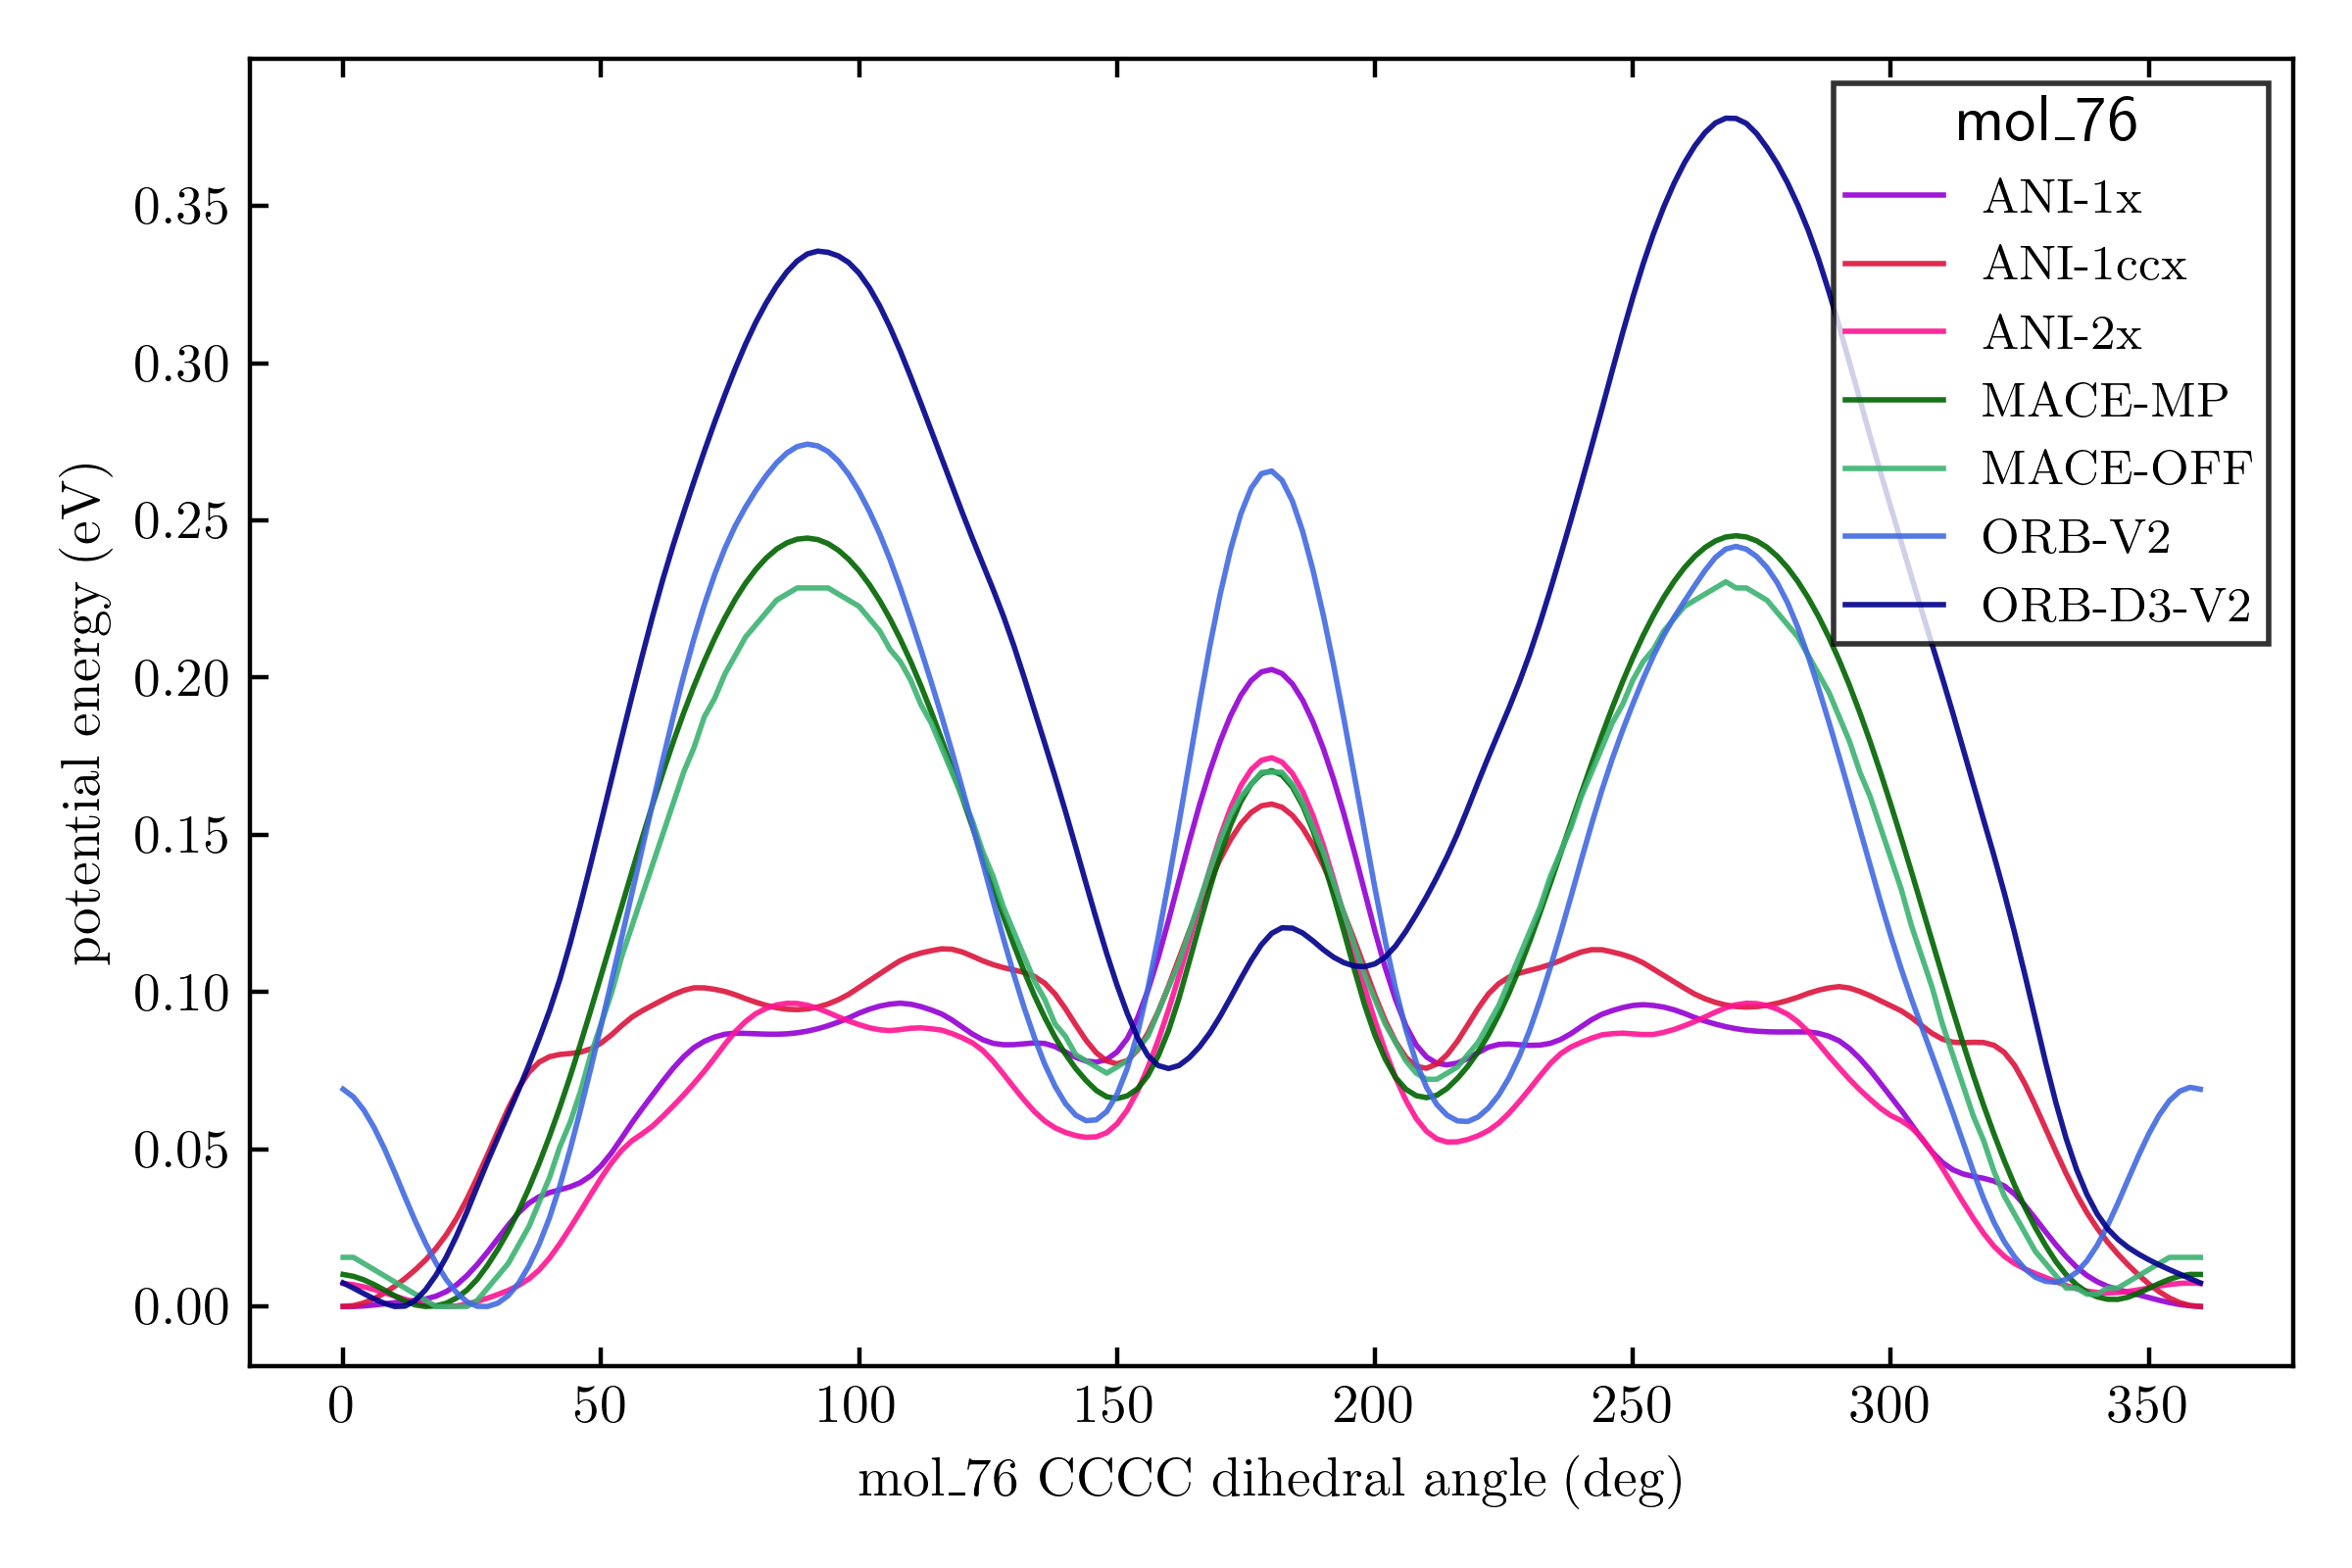 mol_76
ANI-1x
ANI-1ccx
ANI-2x
MACE-MP
MACE-OFF
ORB-V2
ORB-D3-V2
potential energy (eV)
0.35
0.30
0.25
0.20
0.15
0.10
0.05
0.00
0 50 100 150 200 250 300 350
mol_76 CCCC dihedral angle (deg)